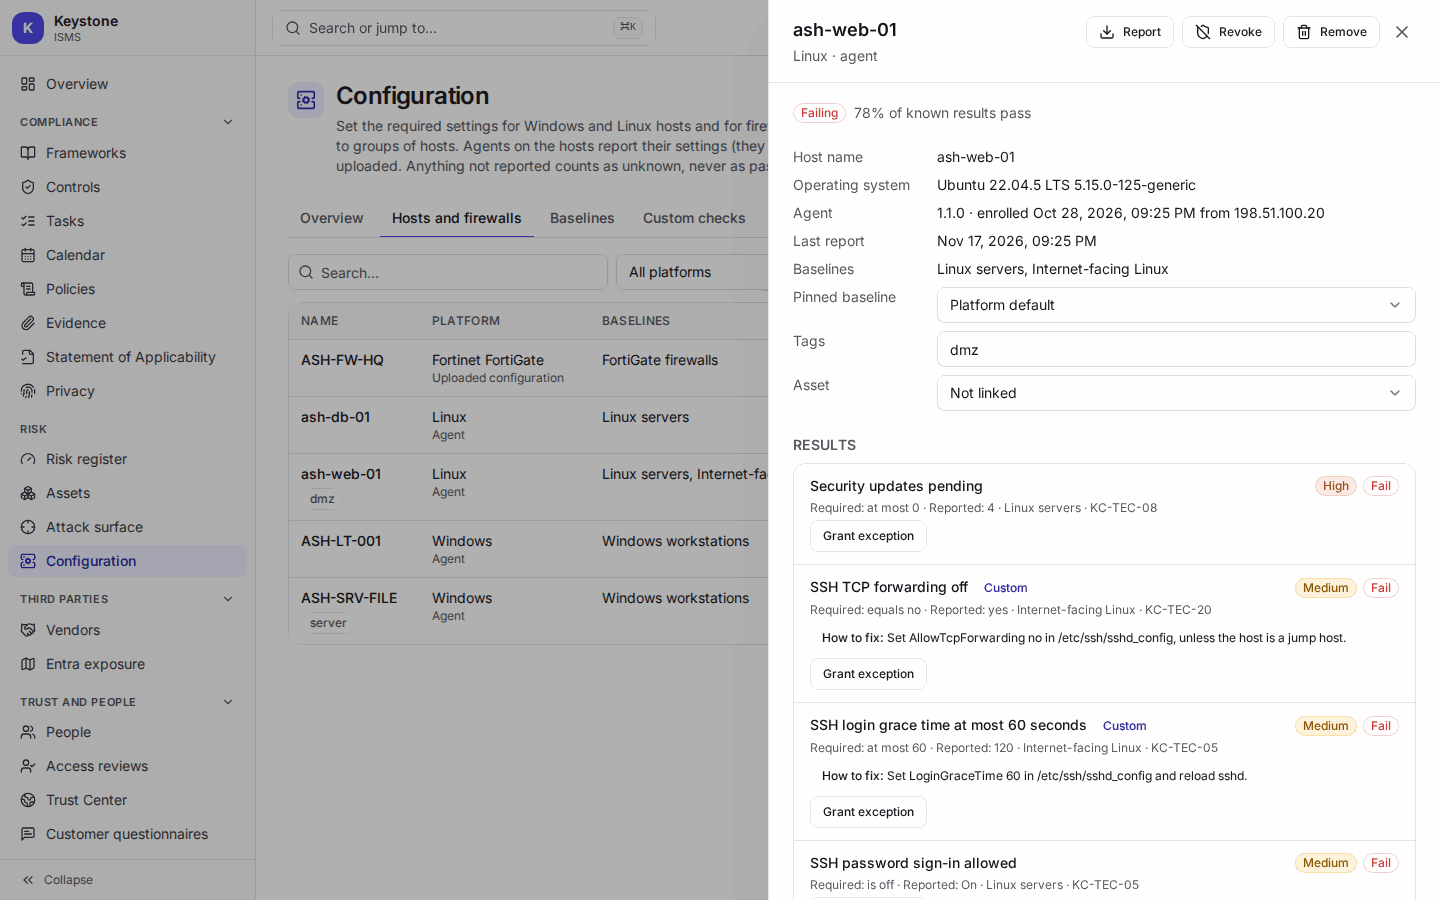 K
Keystone
ISMS
Search or jump to...
⌘K
Overview
COMPLIANCE
Frameworks
Controls
Tasks
Calendar
Policies
Evidence
Statement of Applicability
Privacy
RISK
Risk register
Assets
Attack surface
Configuration
THIRD PARTIES
Vendors
Entra exposure
TRUST AND PEOPLE
People
Access reviews
Trust Center
Customer questionnaires
Collapse
Configuration
Set the required settings for Windows and Linux hosts and for fire
to groups of hosts. Agents on the hosts report their settings (they
uploaded. Anything not reported counts as unknown, never as pas
Overview
Hosts and firewalls
Baselines
Custom checks
Search...
All platforms
NAME PLATFORM BASELINES
ASH-FW-HQ Fortinet FortiGate FortiGate firewalls
Uploaded configuration
ash-db-01 Linux Linux servers
Agent
ash-web-01 Linux Linux servers, Internet-fa
dmz Agent
ASH-LT-001 Windows Windows workstations
Agent
ASH-SRV-FILE Windows Windows workstations
server Agent
ash-web-01
Linux · agent
Report
Revoke
Remove
Failing 78% of known results pass
Host name ash-web-01
Operating system Ubuntu 22.04.5 LTS 5.15.0-125-generic
Agent 1.1.0 · enrolled Oct 28, 2026, 09:25 PM from 198.51.100.20
Last report Nov 17, 2026, 09:25 PM
Baselines Linux servers, Internet-facing Linux
Pinned baseline Platform default
Tags dmz
Asset Not linked
RESULTS
Security updates pending High Fail
Required: at most 0 · Reported: 4 · Linux servers · KC-TEC-08
Grant exception
SSH TCP forwarding off Custom Medium Fail
Required: equals no · Reported: yes · Internet-facing Linux · KC-TEC-20
How to fix: Set AllowTcpForwarding no in /etc/ssh/sshd_config, unless the host is a jump host.
Grant exception
SSH login grace time at most 60 seconds Custom Medium Fail
Required: at most 60 · Reported: 120 · Internet-facing Linux · KC-TEC-05
How to fix: Set LoginGraceTime 60 in /etc/ssh/sshd_config and reload sshd.
Grant exception
SSH password sign-in allowed Medium Fail
Required: is off · Reported: On · Linux servers · KC-TEC-05